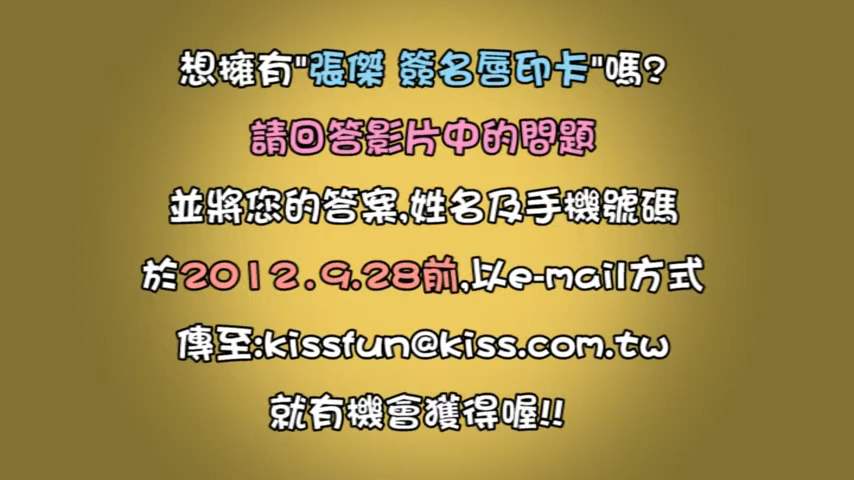 想擁有"張傑 簽名唇印卡"嗎?
請回答影片中的問題
並將您的答案,姓名及手機號碼
於2012.9.28前,以e-mail方式
傳至:kissfun@kiss.com.tw
就有機會獲得喔!!